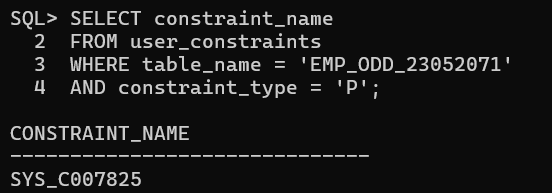 SQL> SELECT constraint_name
  2  FROM user_constraints
  3  WHERE table_name = 'EMP_ODD_23052071'
  4  AND constraint_type = 'P';

CONSTRAINT_NAME
------------------------------
SYS_C007825